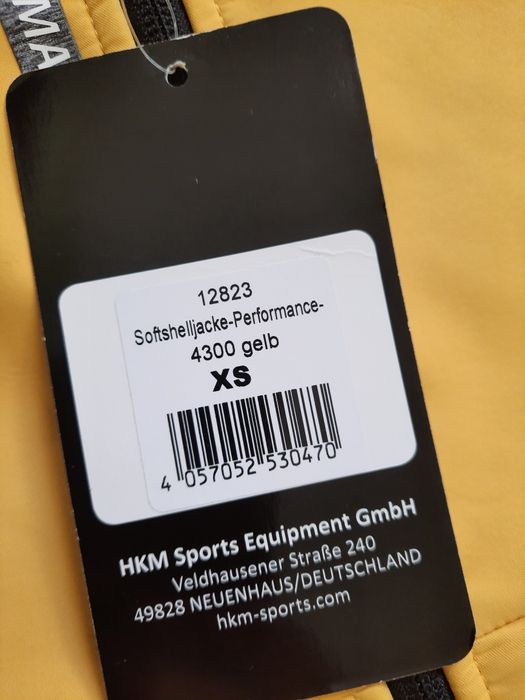 MA
12823
Softshelljacke-Performance-
4300 gelb
XS
4 057052 530470
HKM Sports Equipment GmbH
Veldhausener Straße 240
49828 NEUENHAUS/DEUTSCHLAND
hkm-sports.com